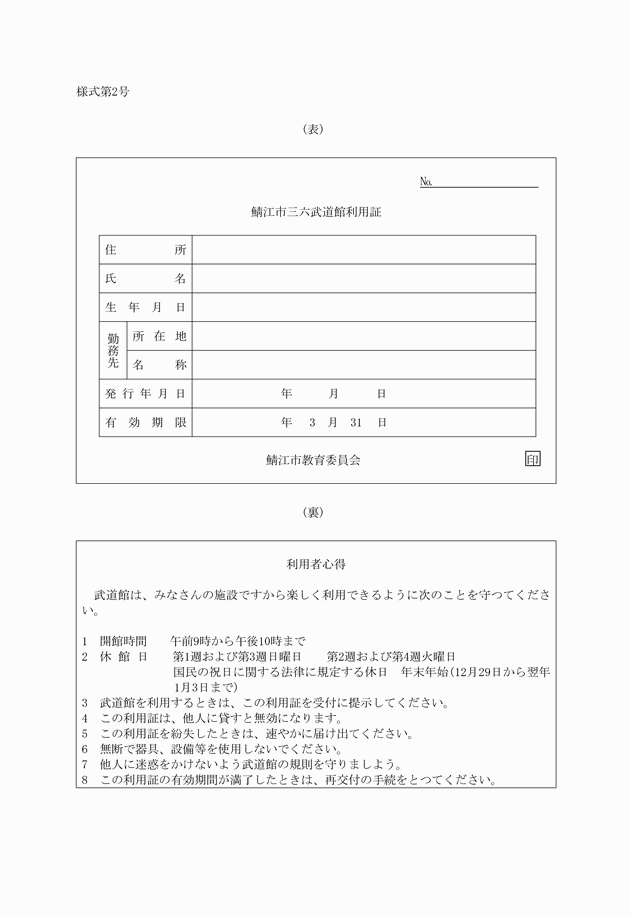 様式第2号
（表）
№
鯖江市三六武道館利用証
住所
氏名
生年月日
勤務先
所在地
名称
発行年月日 年 月 日
有効期限 年 3 月 31 日
鯖江市教育委員会 印
（裏）
利用者心得
武道館は、みなさんの施設ですから楽しく利用できるように次のことを守つてくださ
い。
1 開館時間 午前9時から午後10時まで
2 休館日 第1週および第3週日曜日 第2週および第4週火曜日
国民の祝日に関する法律に規定する休日 年末年始(12月29日から翌年
1月3日まで)
3 武道館を利用するときは、この利用証を受付に提示してください。
4 この利用証は、他人に貸すと無効になります。
5 この利用証を紛失したときは、速やかに届け出てください。
6 無断で器具、設備等を使用しないでください。
7 他人に迷惑をかけないよう武道館の規則を守りましよう。
8 この利用証の有効期間が満了したときは、再交付の手続をとつてください。